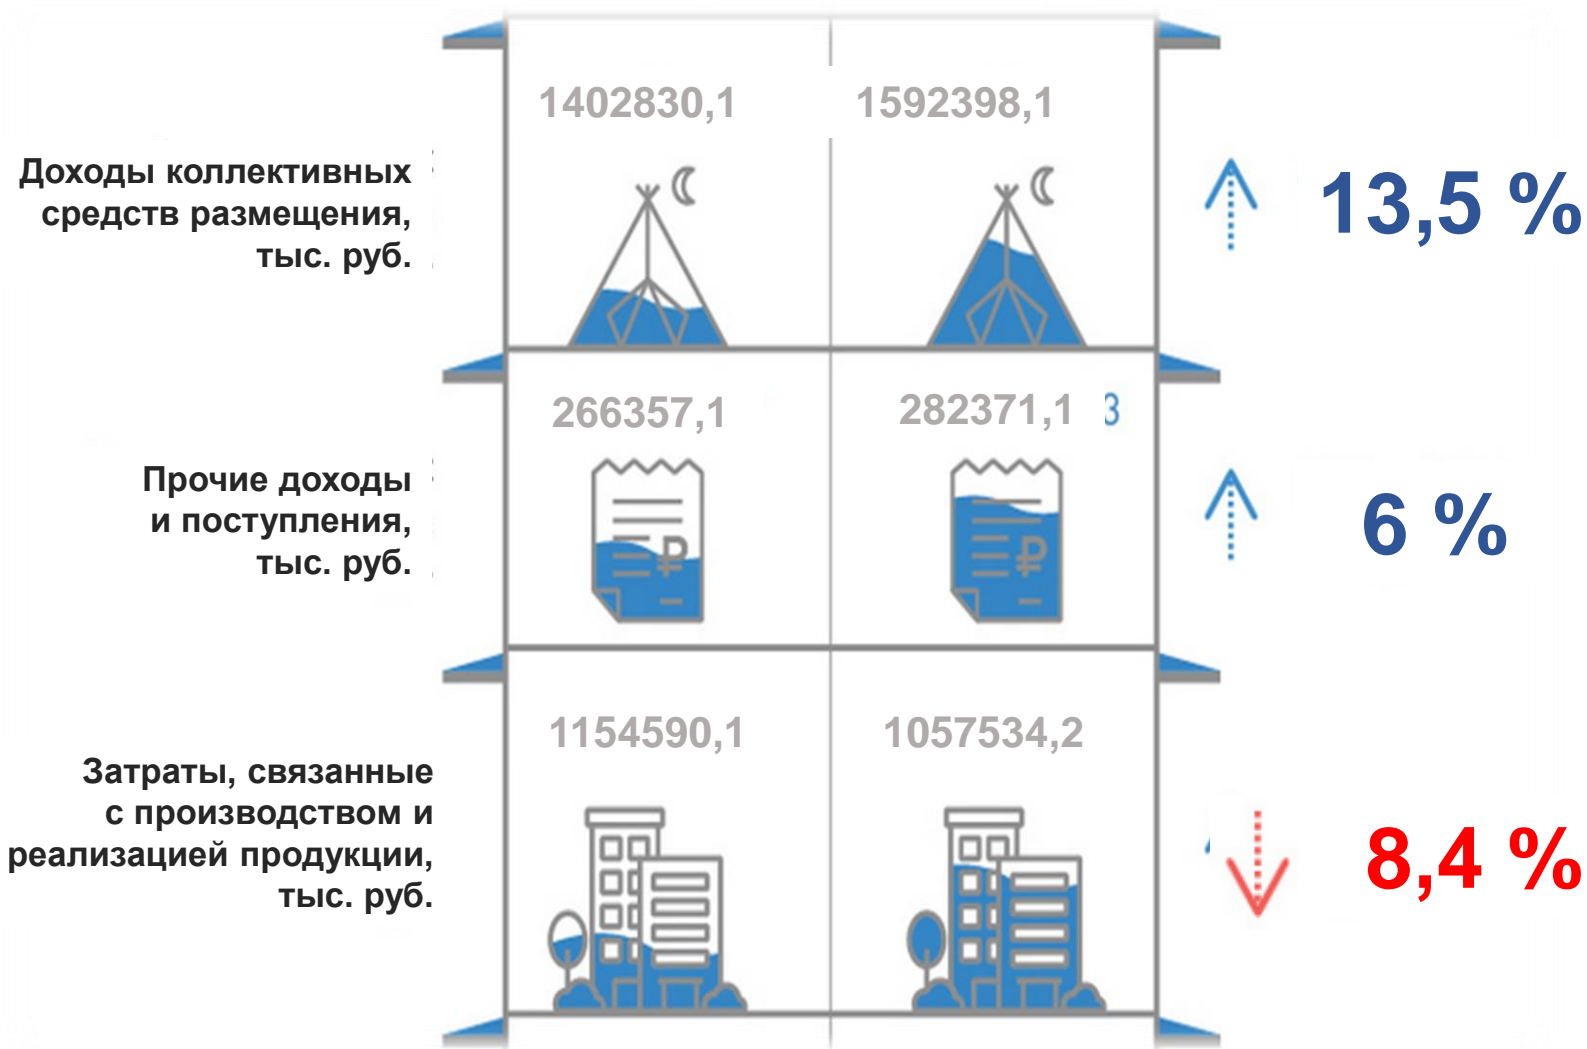 1402830,1
1592398,1
Доходы коллективных
средств размещения,
тыс. руб.
13,5 %
266357,1
282371,1
3
Прочие доходы
и поступления,
тыс. руб.
6 %
1154590,1
1057534,2
Затраты, связанные
с производством и
реализацией продукции,
тыс. руб.
8,4 %